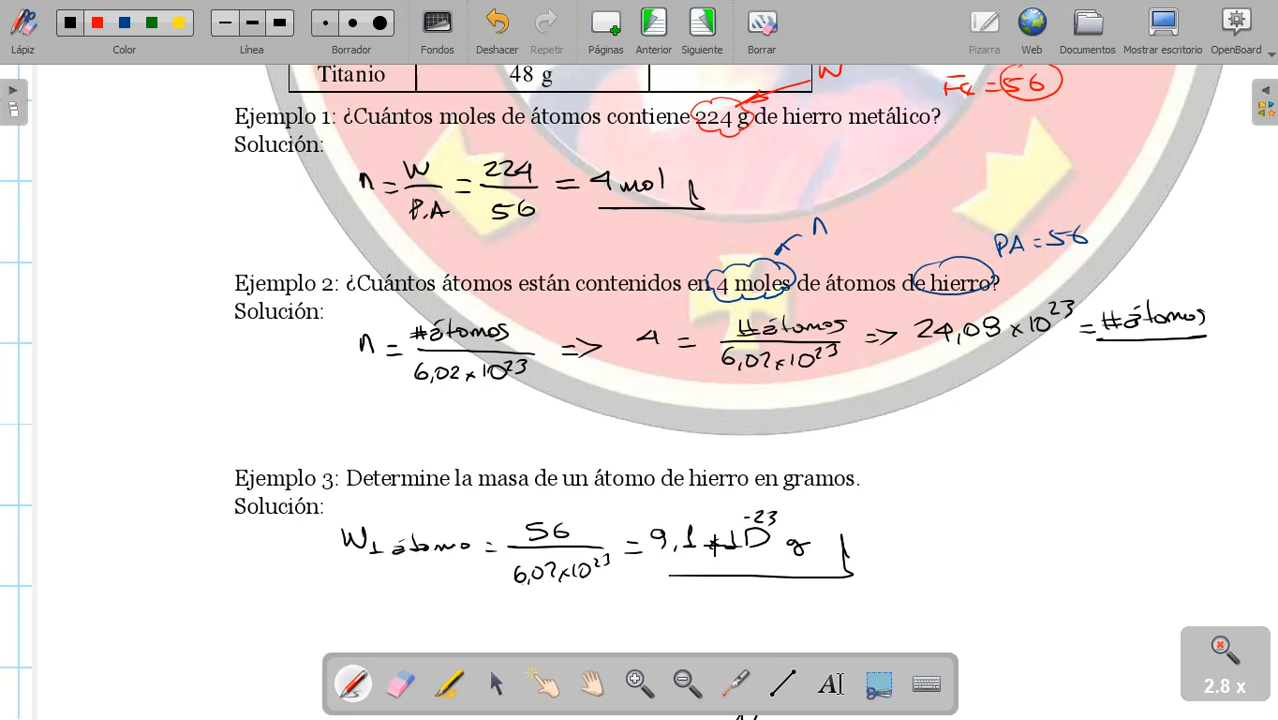 Lápiz Color Línea Borrador Fondos Deshacer Repetir Páginas Anterior Siguiente Borrar Pizarra Web Documentos Mostrar escritorio OpenBoard
Titanio 48 g
W Fe = 56
Ejemplo 1: ¿Cuántos moles de átomos contiene 224 g de hierro metálico?
Solución:
n = W / P.A = 224 / 56 = 4 mol
n PA = 56
Ejemplo 2: ¿Cuántos átomos están contenidos en 4 moles de átomos de hierro?
Solución:
n = #átomos / 6,02 x 10^23 => 4 = #átomos / 6,02 x 10^23 => 24,08 x 10^23 = #átomos
Ejemplo 3: Determine la masa de un átomo de hierro en gramos.
Solución:
W1 átomo = 56 / 6,02 x 10^23 = 9,1 * 10^-23 g
2.8 x